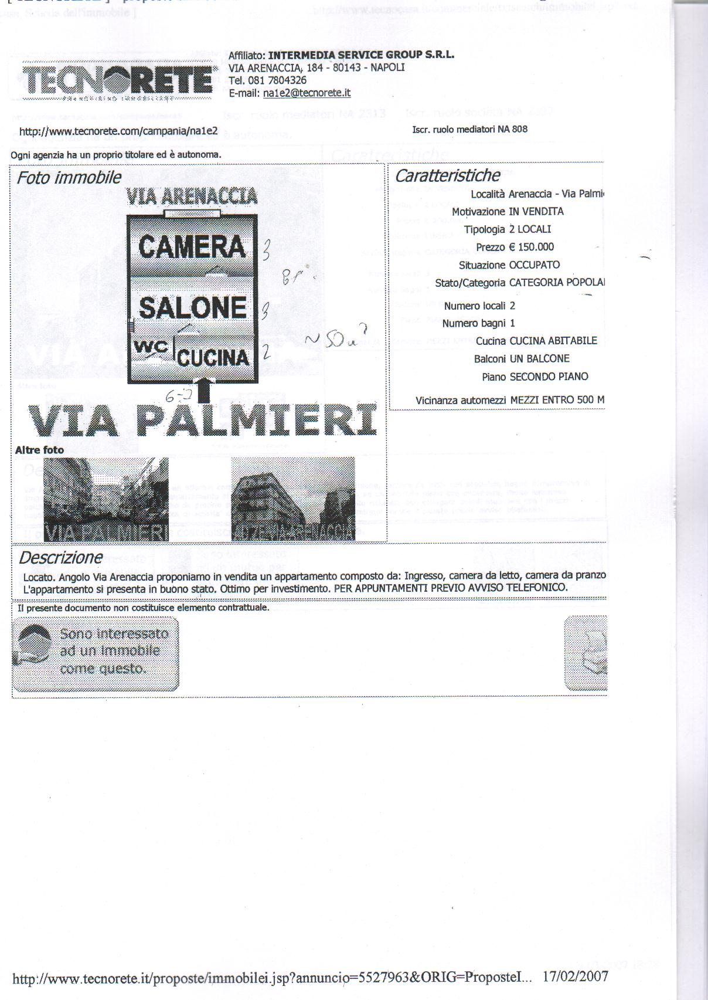 Affiliato: INTERMEDIA SERVICE GROUP S.R.L.
VIA ARENACCIA, 184 - 80143 - NAPOLI
Tel. 081 7804326
E-mail: na1e2@tecnorete.it
TECNORETE
FRANCHISING IMMOBILIARE
http://www.tecnorete.com/campania/na1e2
Iscr. ruolo mediatori NA 808
Ogni agenzia ha un proprio titolare ed è autonoma.
Foto immobile
VIA ARENACCIA
CAMERA 3
SALONE 3
WC CUCINA 2
~ 50 m²
VIA PALMIERI
Altre foto
VIA PALMIERI
Caratteristiche
Località Arenaccia - Via Palmi
Motivazione IN VENDITA
Tipologia 2 LOCALI
Prezzo € 150.000
Situazione OCCUPATO
Stato/Categoria CATEGORIA POPOLA
Numero locali 2
Numero bagni 1
Cucina CUCINA ABITABILE
Balconi UN BALCONE
Piano SECONDO PIANO
Vicinanza automezzi MEZZI ENTRO 500 M
Descrizione
Locato. Angolo Via Arenaccia proponiamo in vendita un appartamento composto da: Ingresso, camera da letto, camera da pranzo
L'appartamento si presenta in buono stato. Ottimo per investimento. PER APPUNTAMENTI PREVIO AVVISO TELEFONICO.
Il presente documento non costituisce elemento contrattuale.
Sono interessato
ad un immobile
come questo.
http://www.tecnorete.it/proposte/immobilei.jsp?annuncio=5527963&ORIG=ProposteI... 17/02/2007